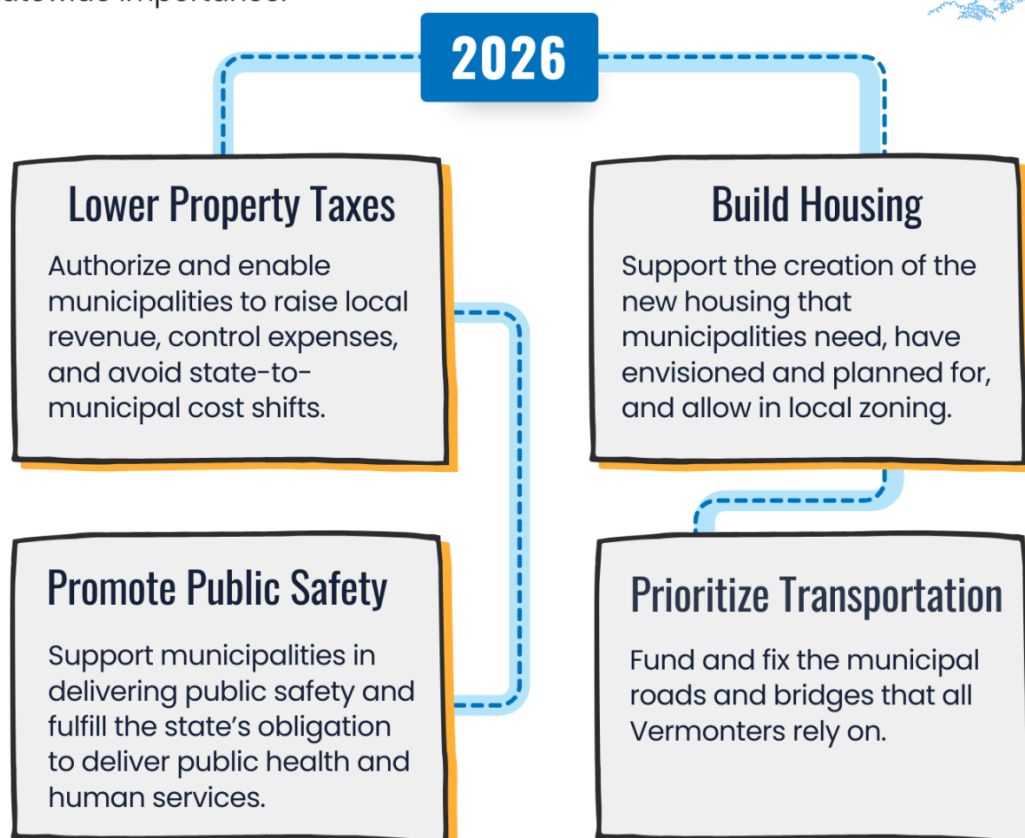 importance.
2026
Lower Property Taxes
Authorize and enable
municipalities to raise local
revenue, control expenses,
and avoid state-to-
municipal cost shifts.
Build Housing
Support the creation of the
new housing that
municipalities need, have
envisioned and planned for,
and allow in local zoning.
Promote Public Safety
Support municipalities in
delivering public safety and
fulfill the state’s obligation
to deliver public health and
human services.
Prioritize Transportation
Fund and fix the municipal
roads and bridges that all
Vermonters rely on.